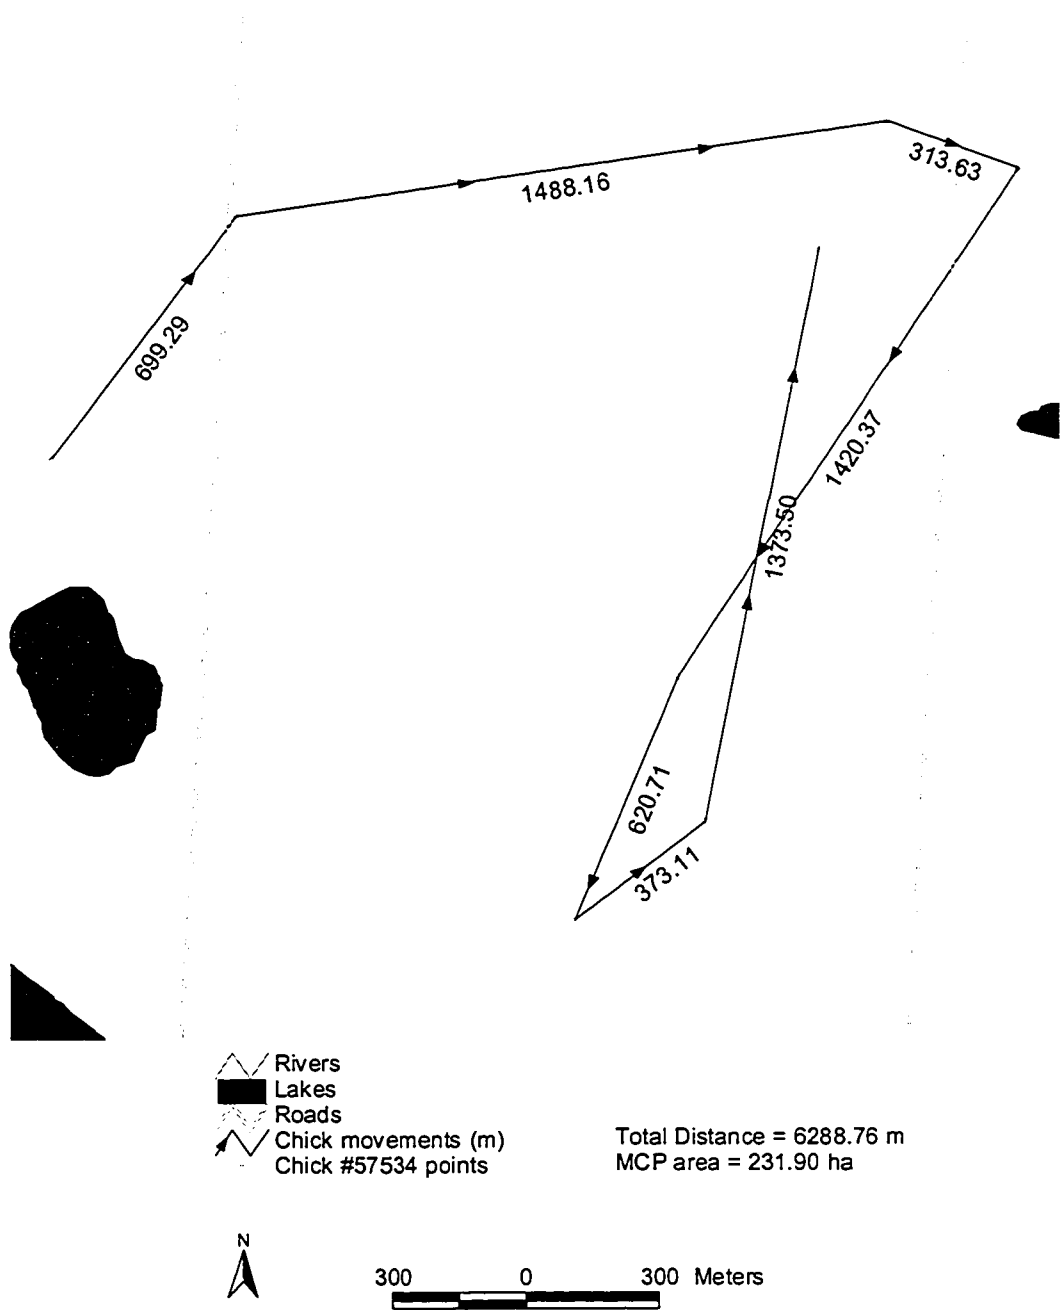 313.63
1488.16
699.29
1420.37
1373.50
620.71
373.11
Rivers
Lakes
Roads
Chick movements (m)
Chick #57534 points
Total Distance = 6288.76 m
MCP area = 231.90 ha
N
300 0 300 Meters